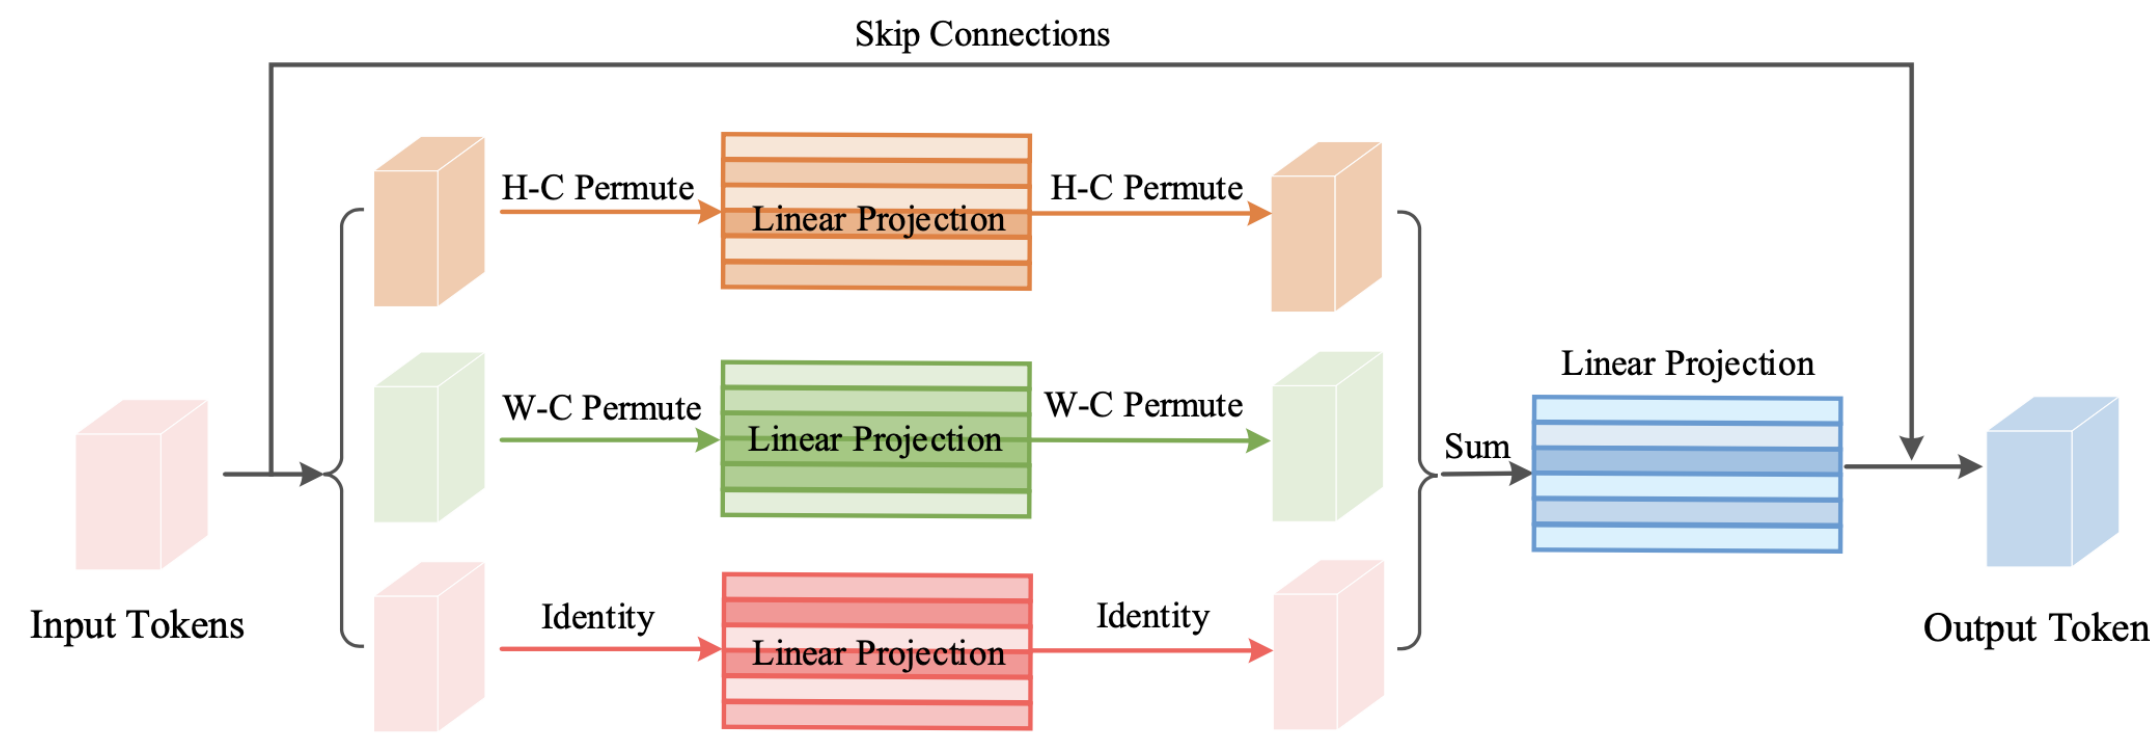 Skip Connections
H-C Permute
Linear Projection
H-C Permute
W-C Permute
Linear Projection
W-C Permute
Identity
Linear Projection
Identity
Input Tokens
Sum
Linear Projection
Output Token